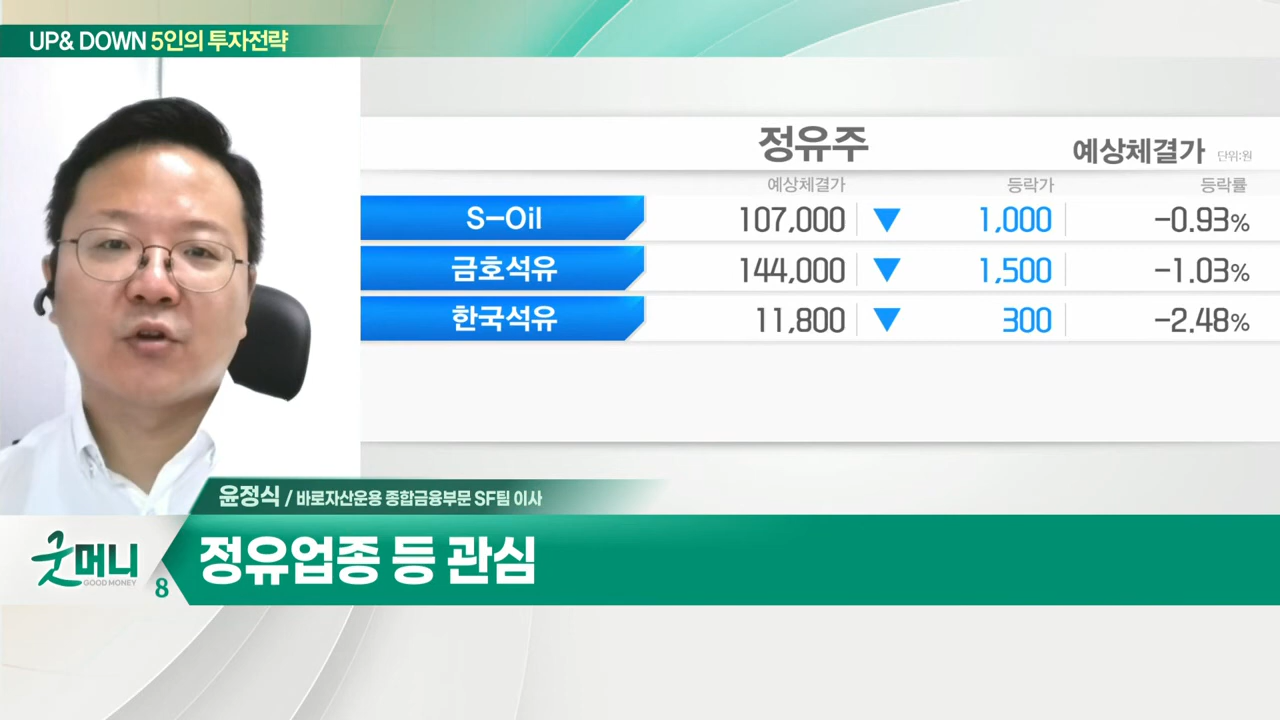 UP& DOWN 5인의 투자전략
정유주 예상체결가 단위:원
예상체결가 등락가 등락률
S-Oil 107,000 ▼ 1,000 -0.93%
금호석유 144,000 ▼ 1,500 -1.03%
한국석유 11,800 ▼ 300 -2.48%
윤정식 / 바로자산운용 종합금융부문 SF팀 이사
굿머니
GOOD MONEY
8
정유업종 등 관심